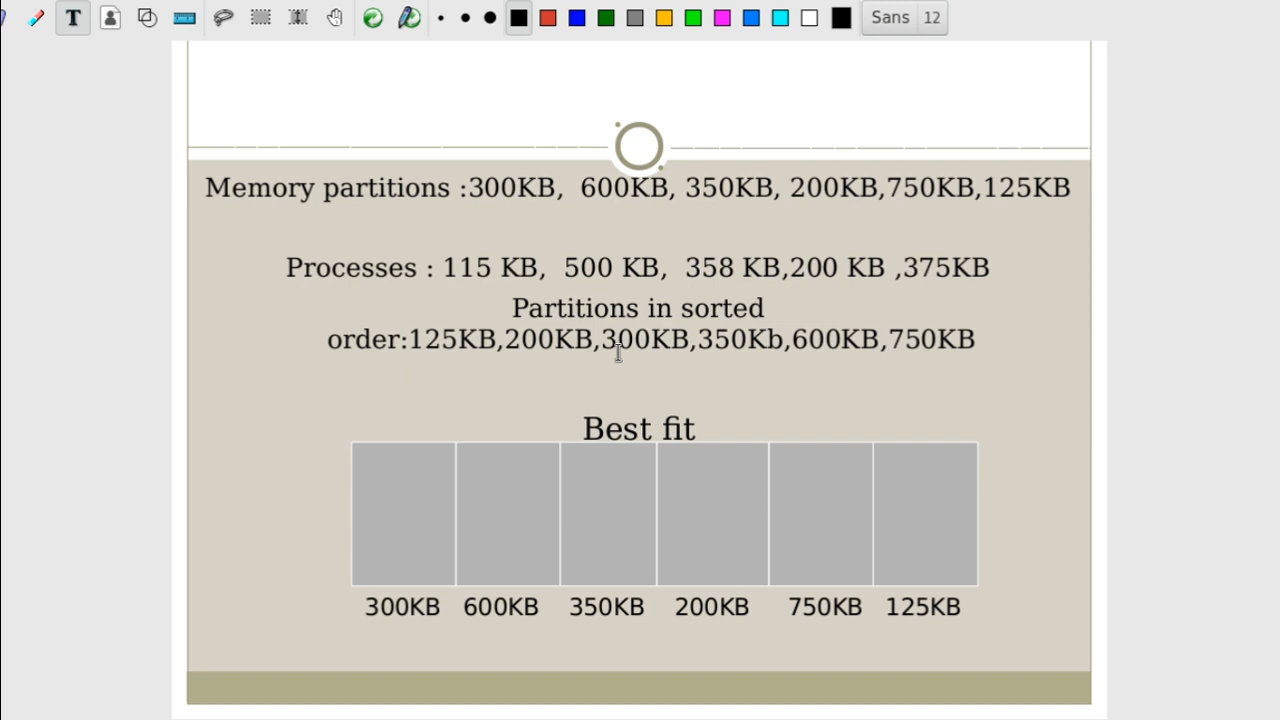 Sans 12
Memory partitions :300KB, 600KB, 350KB, 200KB,750KB,125KB
Processes : 115 KB, 500 KB, 358 KB,200 KB ,375KB
Partitions in sorted
order:125KB,200KB,300KB,350Kb,600KB,750KB
Best fit
300KB 600KB 350KB 200KB 750KB 125KB